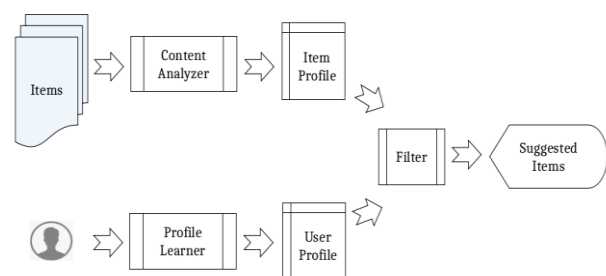 Items
Content
Analyzer
Item
Profile
Filter
Suggested
Items
Profile
Learner
User
Profile